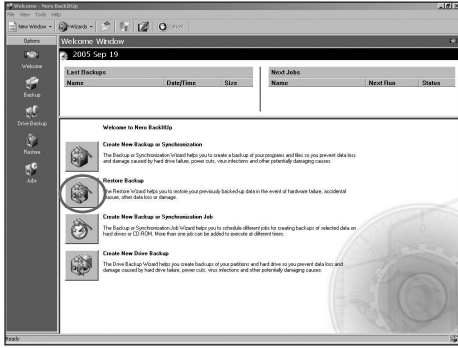 Welcome - Nero BackItUp
File View Tools Help
New Window Wizards Cancel
Options
Welcome
Backup
Drive Backup
Restore
Jobs
Welcome Window
2005 Sep 19
Last Backups
Name Date/Time Size
Next Jobs
Name Next Run Status
Welcome to Nero BackItUp
Create New Backup or Synchronization
The Backup or Synchronization Wizard helps you to create a backup of your programs and files so you prevent data loss
and damage caused by hard drive failure, power cuts, virus infections and other potentially damaging causes.
Restore Backup
The Restore Wizard helps you to restore your previously backed-up data in the event of hardware failure, accidental
erasure, other data loss or damage.
Create New Backup or Synchronization Job
The Backup or Synchronization Job Wizard helps you to schedule different jobs for creating backups of selected data on
hard drives or CD-ROM. More than one job can be added to execute at different times.
Create New Drive Backup
The Drive Backup Wizard helps you create backups of your partitions and hard drive so you prevent data loss and
damage caused by hard drive failure, power cuts, virus infections and other potentially damaging causes.
Ready